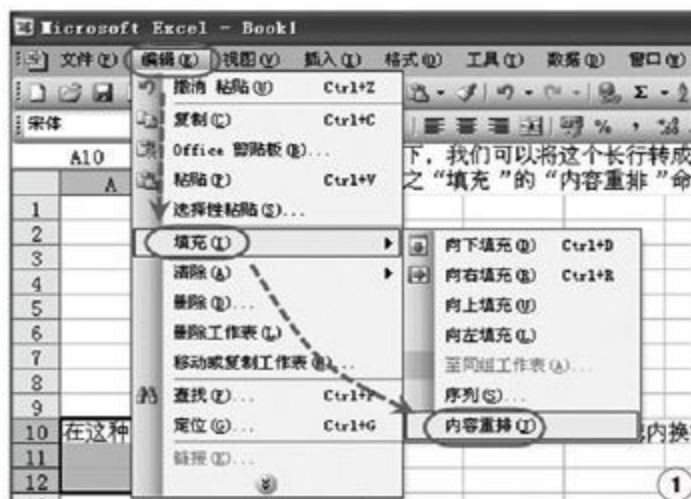 Microsoft Excel - Book1
文件(F) 编辑(E) 视图(V) 插入(I) 格式(O) 工具(T) 数据(D) 窗口(W)
宋体
A10
下，我们可以将这个长行转成
之“填充”的“内容重排”命
A
撤消 粘贴(U) Ctrl+Z
复制(C) Ctrl+C
Office 剪贴板(B)...
粘贴(P) Ctrl+V
选择性粘贴(S)...
填充(I)
清除(A)
删除(D)...
删除工作表(L)
移动或复制工作表(M)...
查找(F)... Ctrl+F
定位(G)... Ctrl+G
链接(K)...
向下填充(D) Ctrl+D
向右填充(R) Ctrl+R
向上填充(U)
向左填充(L)
至同组工作表(A)...
序列(S)...
内容重排(J)
1
2
3
4
5
6
7
8
9
10 在这种
内换
11
12
1